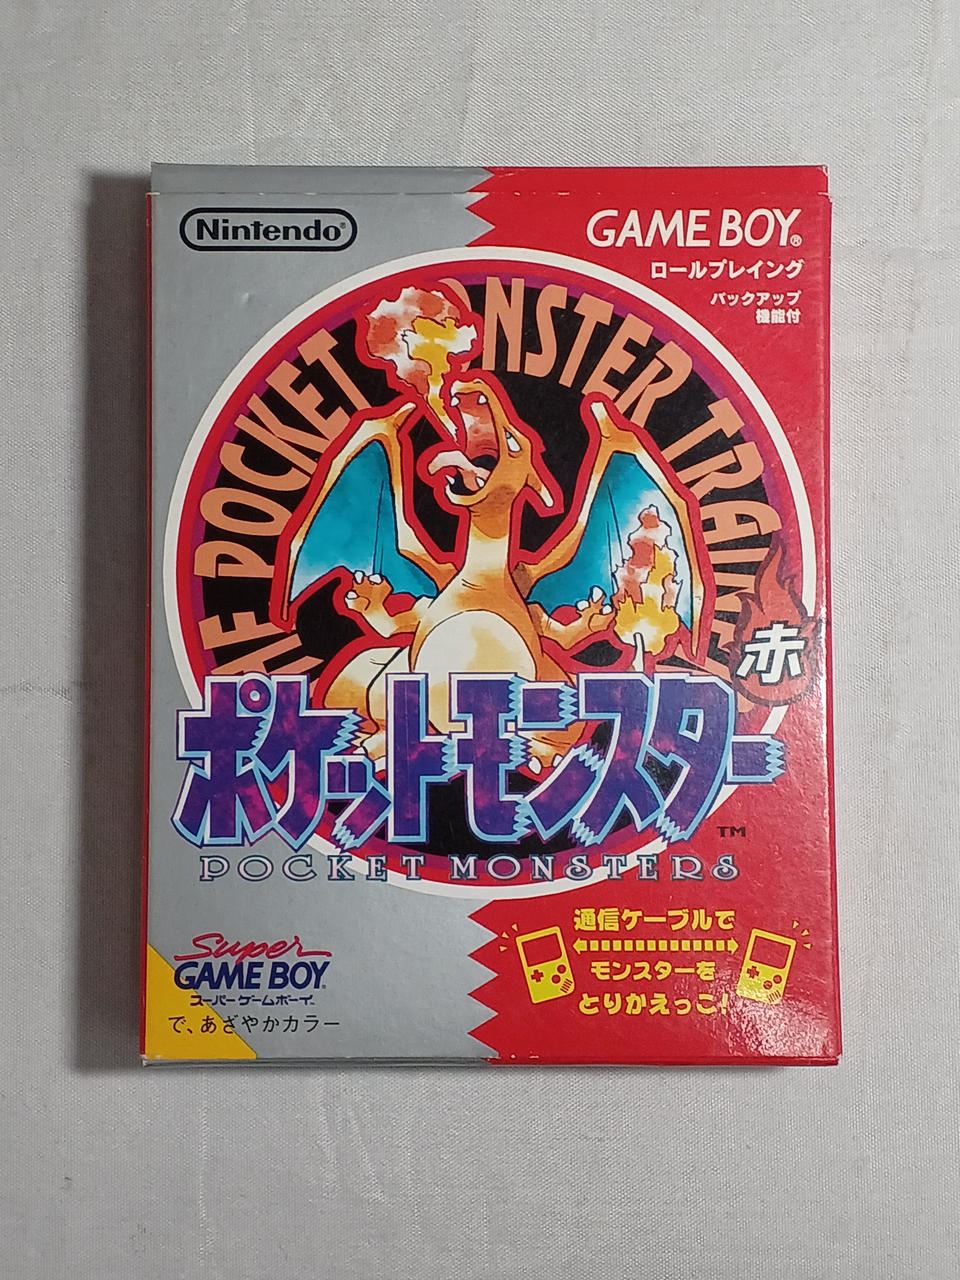 Nintendo®
GAME BOY®
ロールプレイング
バックアップ
機能付
POCKET MONSTER
赤
ポケットモンスター
TM
POCKET MONSTERS
通信ケーブルで
モンスターを
とりかえっこ!
Super
GAME BOY
スーパーゲームボーイ
で、あざやかカラー